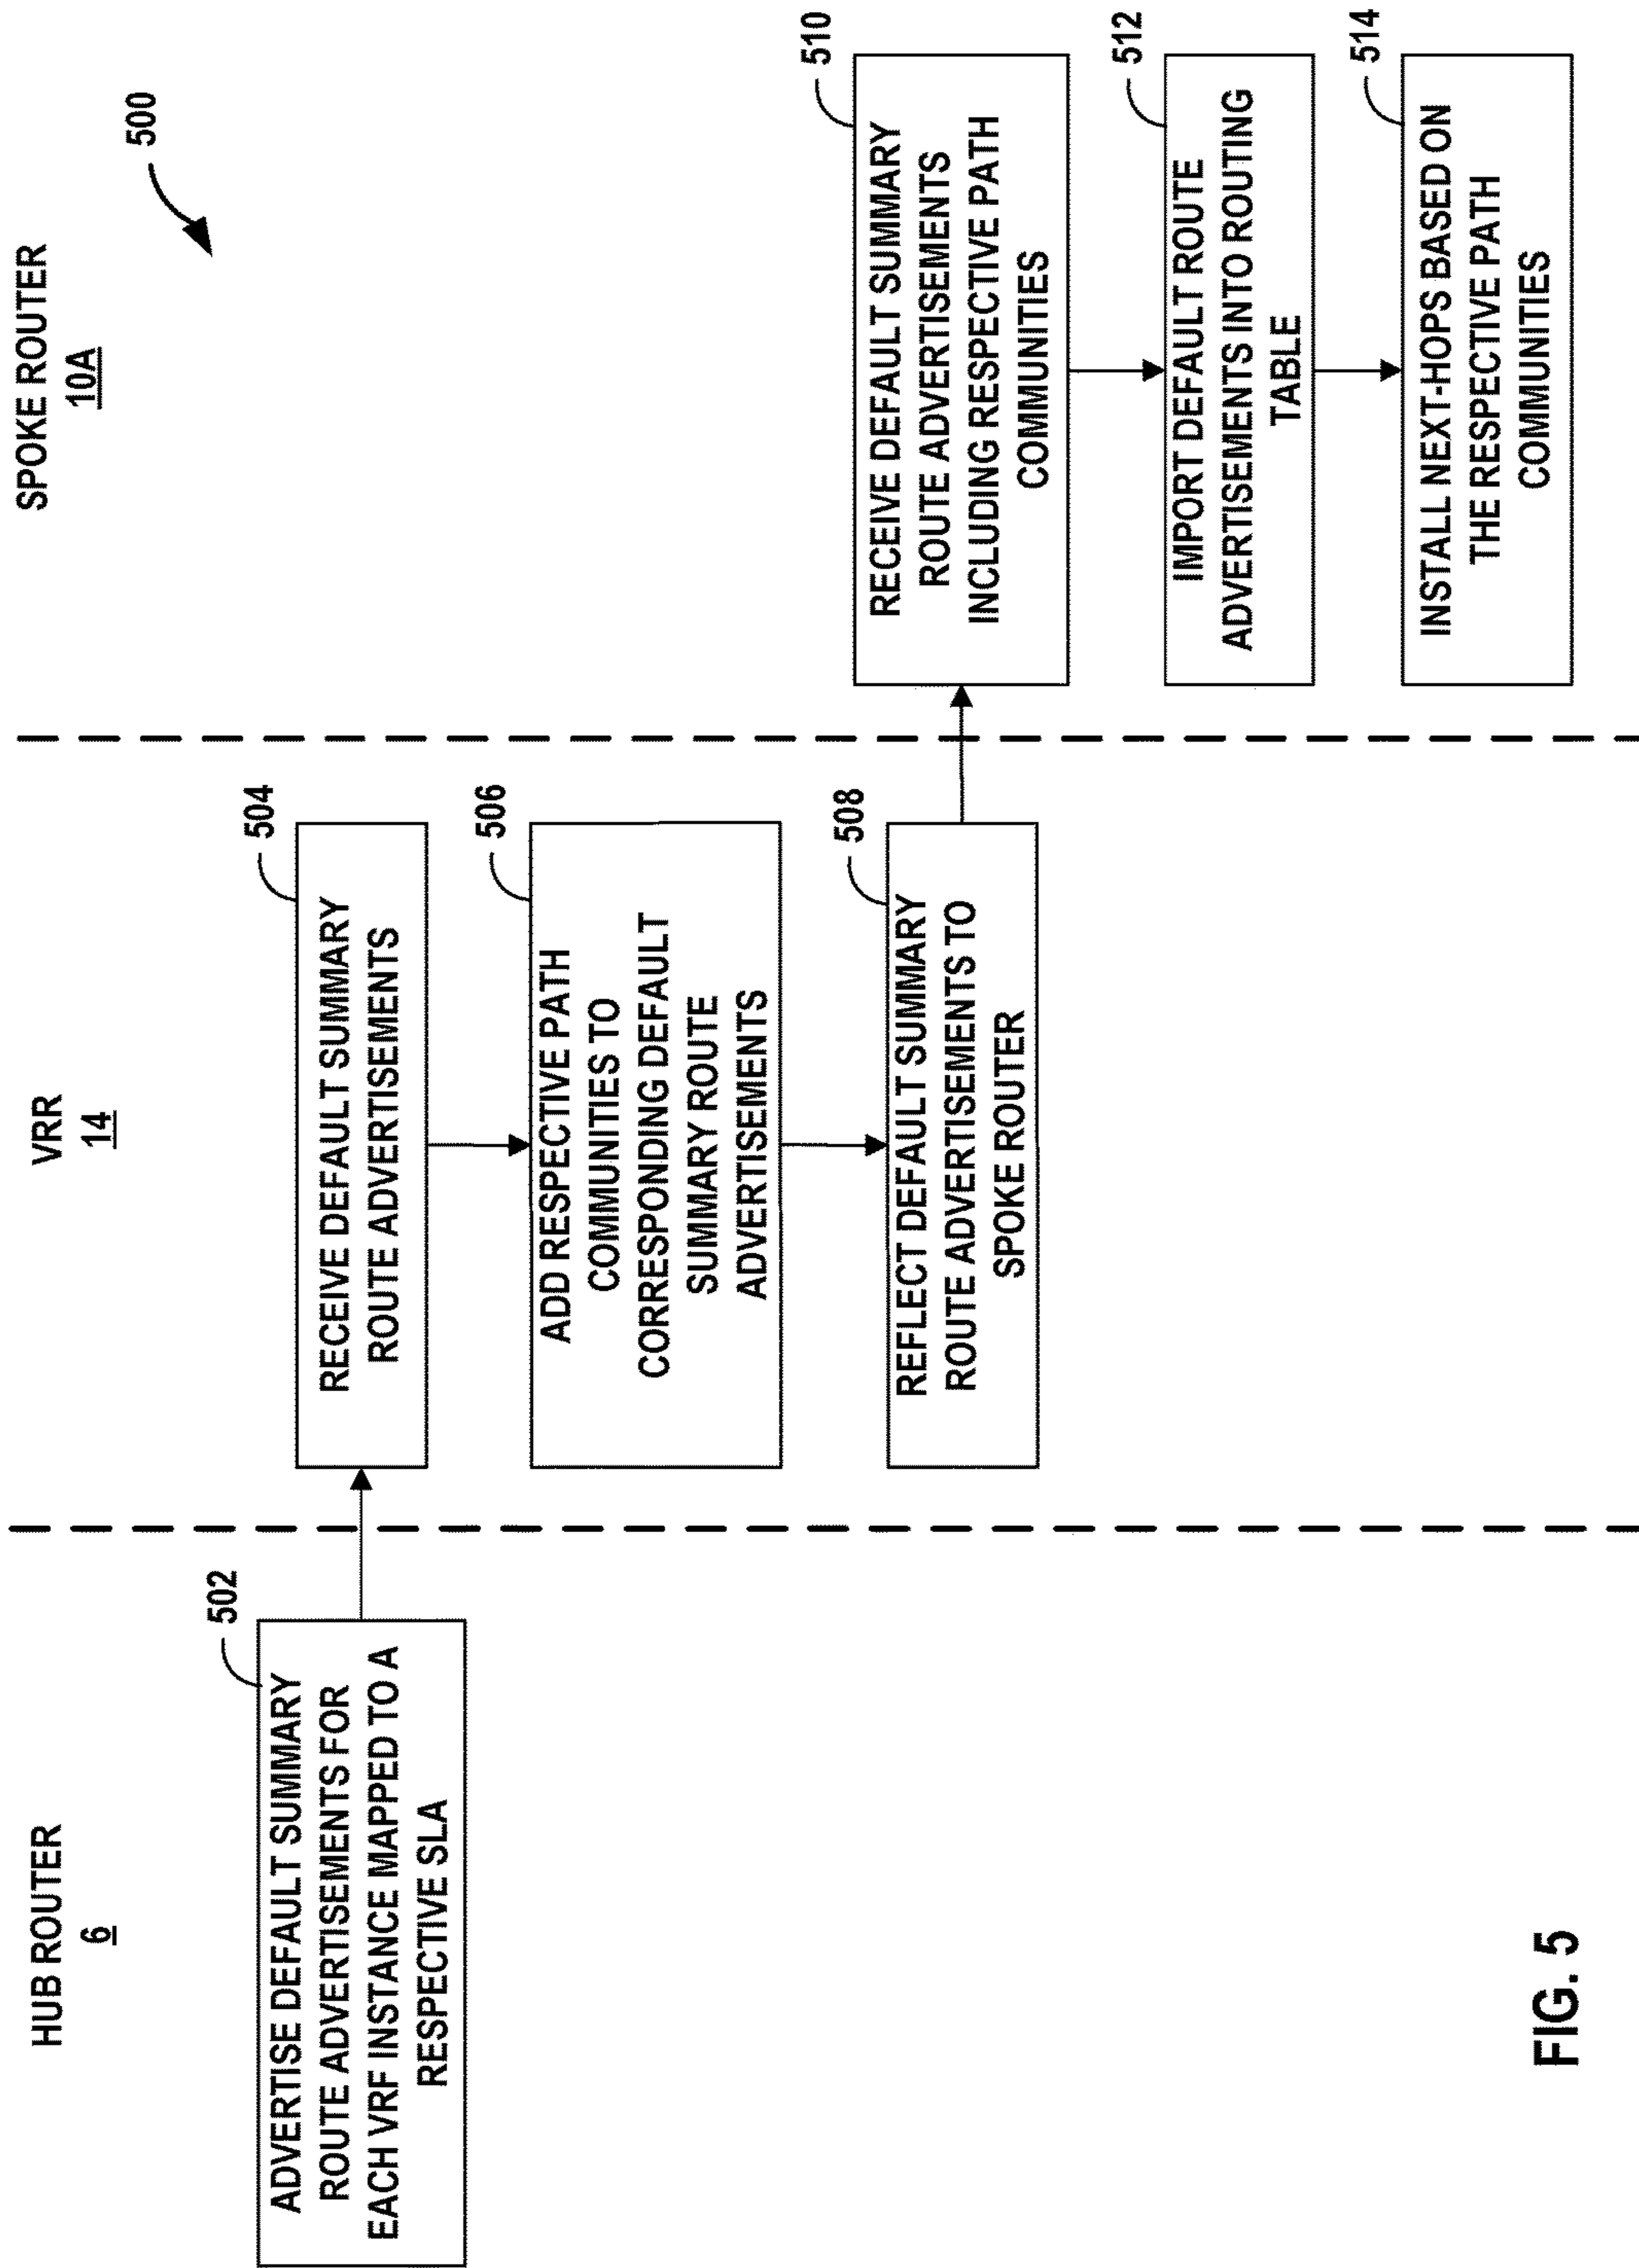 HUB ROUTER
6
VRR
14
SPOKE ROUTER
10A
500
502
ADVERTISE DEFAULT SUMMARY
ROUTE ADVERTISEMENTS FOR
EACH VRF INSTANCE MAPPED TO A
RESPECTIVE SLA
504
RECEIVE DEFAULT SUMMARY
ROUTE ADVERTISEMENTS
506
ADD RESPECTIVE PATH
COMMUNITIES TO
CORRESPONDING DEFAULT
SUMMARY ROUTE
ADVERTISEMENTS
508
REFLECT DEFAULT SUMMARY
ROUTE ADVERTISEMENTS TO
SPOKE ROUTER
510
RECEIVE DEFAULT SUMMARY
ROUTE ADVERTISEMENTS
INCLUDING RESPECTIVE PATH
COMMUNITIES
512
IMPORT DEFAULT ROUTE
ADVERTISEMENTS INTO ROUTING
TABLE
514
INSTALL NEXT-HOPS BASED ON
THE RESPECTIVE PATH
COMMUNITIES
FIG. 5